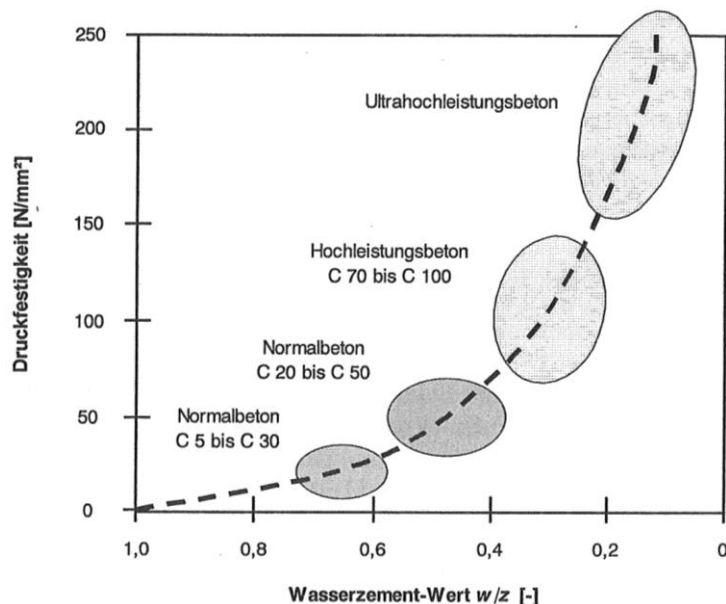 250
200
150
100
50
0
Druckfestigkeit [N/mm²]
Ultrahochleistungsbeton
Hochleistungsbeton
C 70 bis C 100
Normalbeton
C 20 bis C 50
Normalbeton
C 5 bis C 30
1,0
0,8
0,6
0,4
0,2
0
Wasserzement-Wert w/z [-]